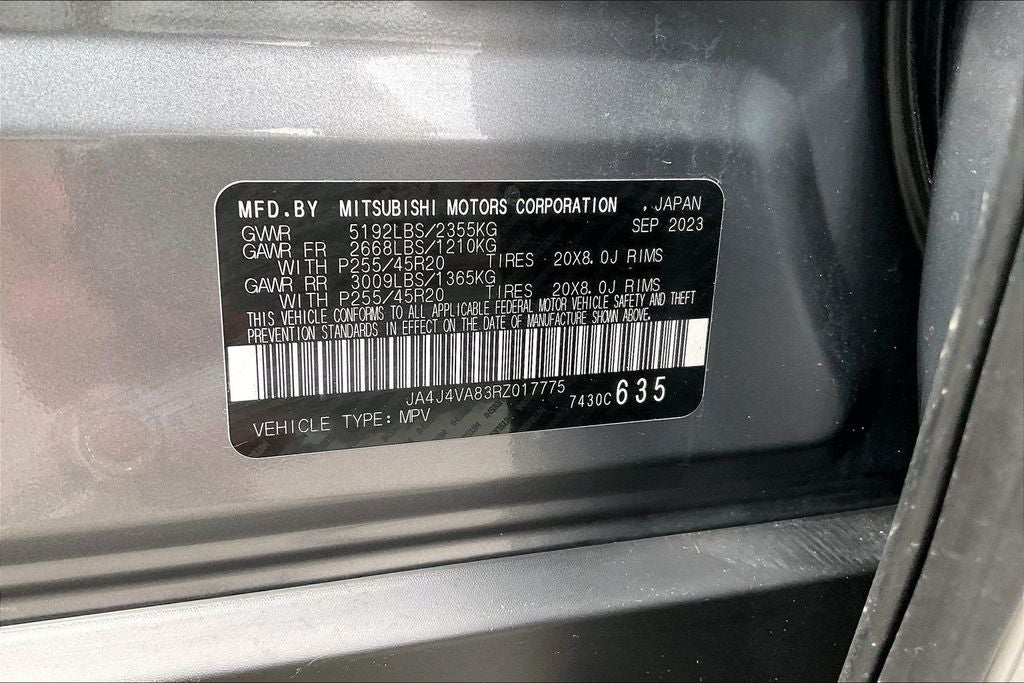 MFD.BY MITSUBISHI MOTORS CORPORATION , JAPAN
GVWR 5192LBS/2355KG SEP 2023
GAWR FR 2668LBS/1210KG
WITH P255/45R20 TIRES 20X8.0J RIMS
GAWR RR 3009LBS/1365KG
WITH P255/45R20 TIRES 20X8.0J RIMS
THIS VEHICLE CONFORMS TO ALL APPLICABLE FEDERAL MOTOR VEHICLE SAFETY AND THEFT
PREVENTION STANDARDS IN EFFECT ON THE DATE OF MANUFACTURE SHOWN ABOVE.
JA4J4VA83RZ017775
7430C 635
VEHICLE TYPE: MPV